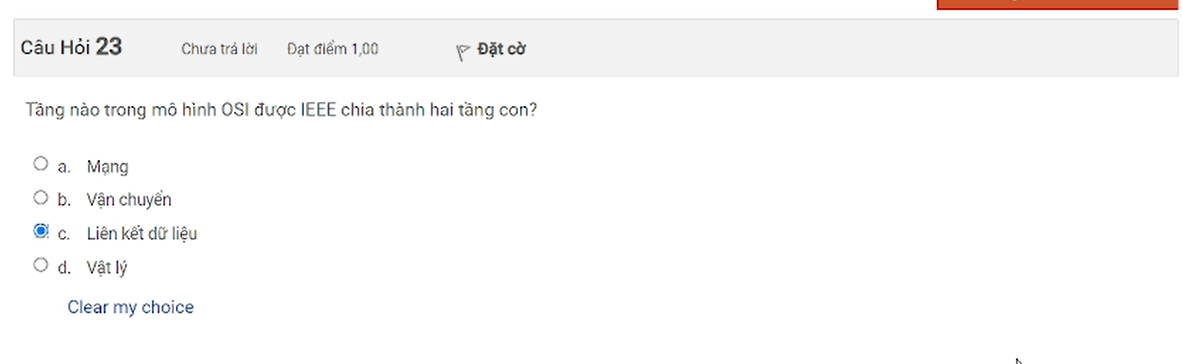 Câu Hỏi 23 Chưa trả lời Đạt điểm 1,00 Đặt cờ
Tầng nào trong mô hình OSI được IEEE chia thành hai tầng con?
a. Mạng
b. Vận chuyển
c. Liên kết dữ liệu
d. Vật lý
Clear my choice